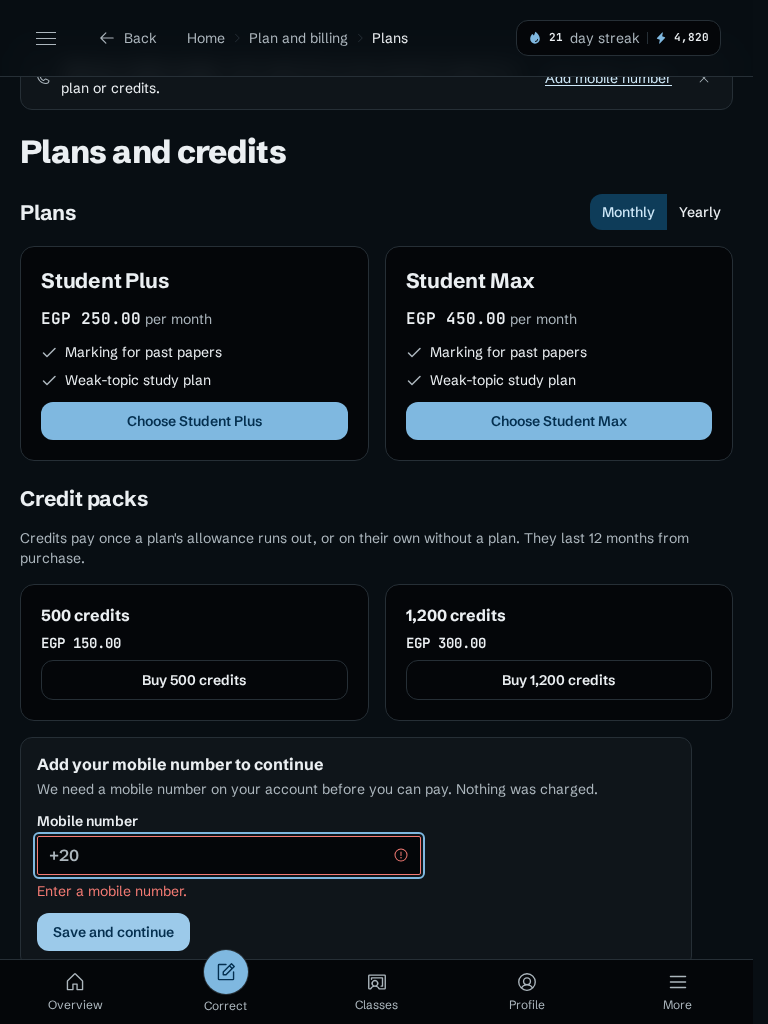 Back Home Plan and billing Plans 21 day streak 4,820
Add mobile number
plan or credits.
Plans and credits
Plans Monthly Yearly
Student Plus
EGP 250.00 per month
Marking for past papers
Weak-topic study plan
Choose Student Plus
Student Max
EGP 450.00 per month
Marking for past papers
Weak-topic study plan
Choose Student Max
Credit packs
Credits pay once a plan's allowance runs out, or on their own without a plan. They last 12 months from
purchase.
500 credits
EGP 150.00
Buy 500 credits
1,200 credits
EGP 300.00
Buy 1,200 credits
Add your mobile number to continue
We need a mobile number on your account before you can pay. Nothing was charged.
Mobile number
+20
Enter a mobile number.
Save and continue
Overview Correct Classes Profile More